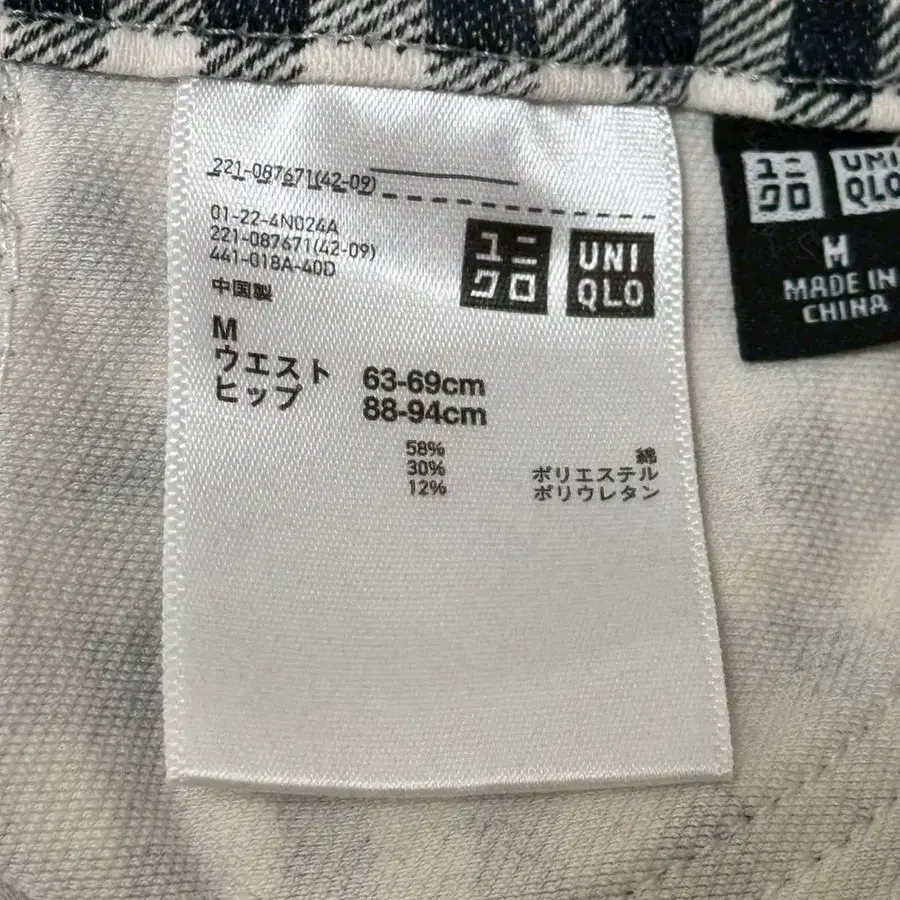 221-087671(42-09)
01-22-4N024A
221-087671(42-09)
441-018A-40D
中国製
ユニ
クロ
UNI
QLO
M
ウエスト 63-69cm
ヒップ 88-94cm
58% 綿
30% ポリエステル
12% ポリウレタン
ユニ
クロ
UNI
QLO
M
MADE IN
CHINA